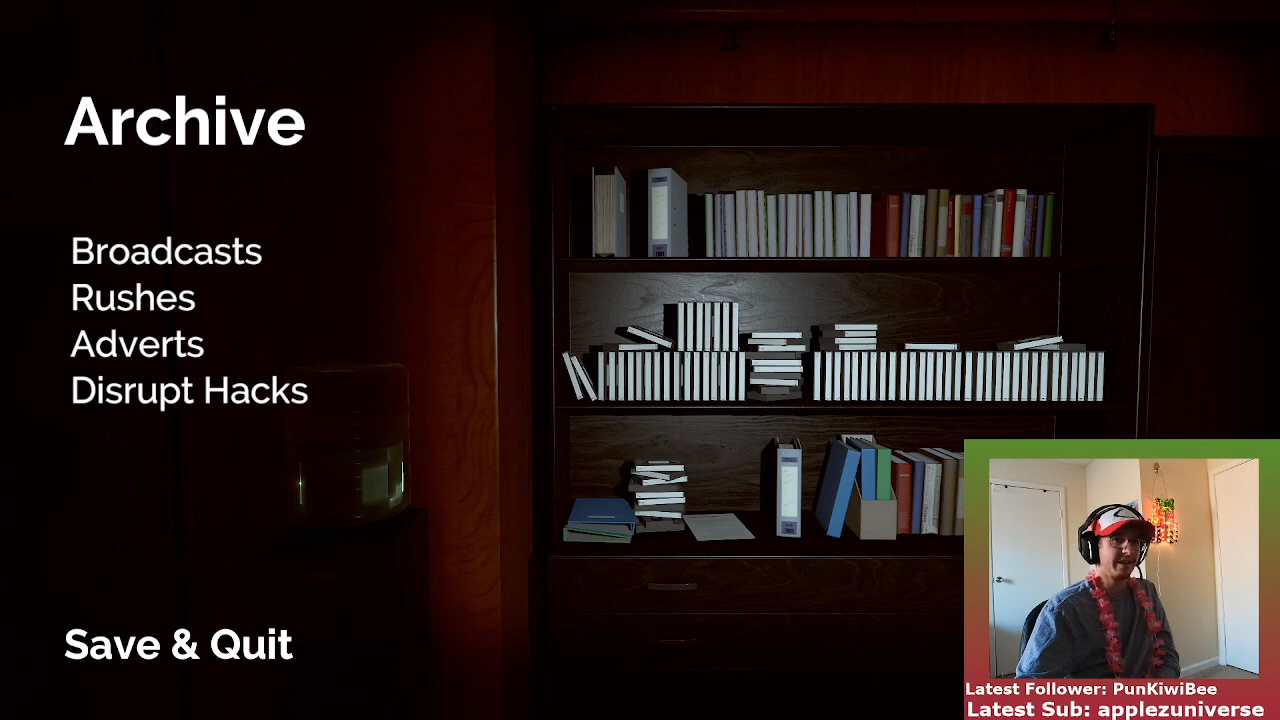 Archive
Broadcasts
Rushes
Adverts
Disrupt Hacks
Save & Quit
Latest Follower: PunKiwiBee
Latest Sub: applezuniverse